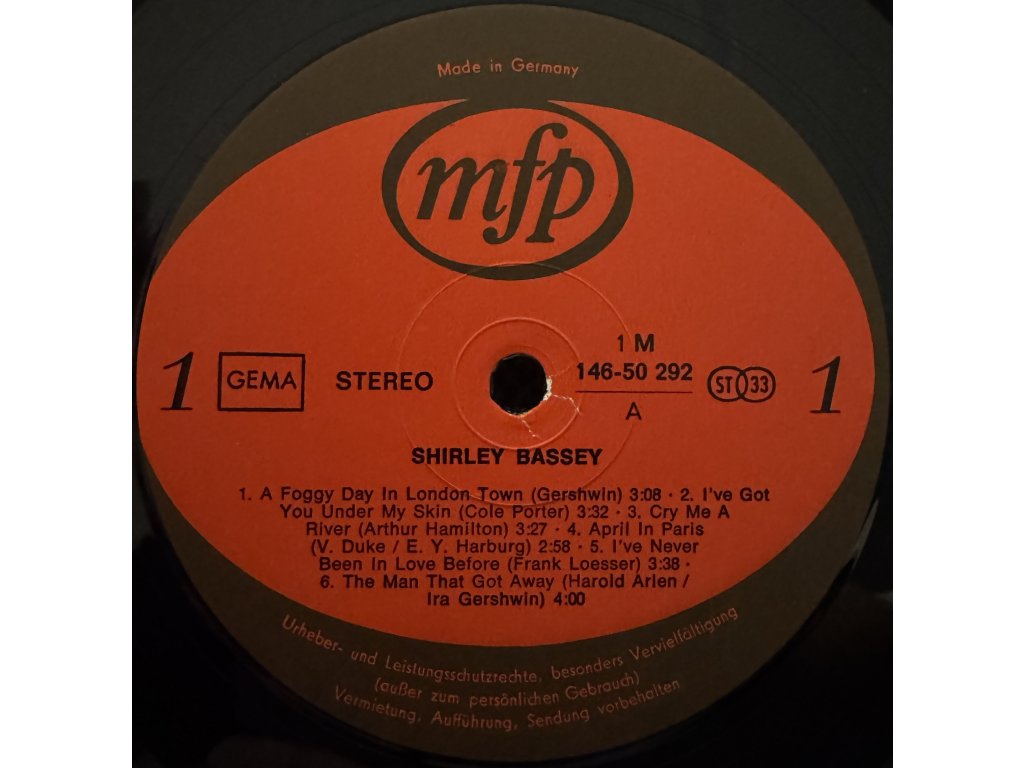 Made in Germany
mfp
1 M
1 GEMA STEREO 146-50 292 ST 33 1
A
SHIRLEY BASSEY
1. A Foggy Day In London Town (Gershwin) 3:08 · 2. I've Got
You Under My Skin (Cole Porter) 3:32 · 3. Cry Me A
River (Arthur Hamilton) 3:27 · 4. April In Paris
(V. Duke / E. Y. Harburg) 2:58 · 5. I've Never
Been In Love Before (Frank Loesser) 3:38 ·
6. The Man That Got Away (Harold Arlen /
Ira Gershwin) 4:00
Urheber- und Leistungsschutzrechte, besonders Vervielfältigung
(außer zum persönlichen Gebrauch)
Vermietung, Aufführung, Sendung vorbehalten